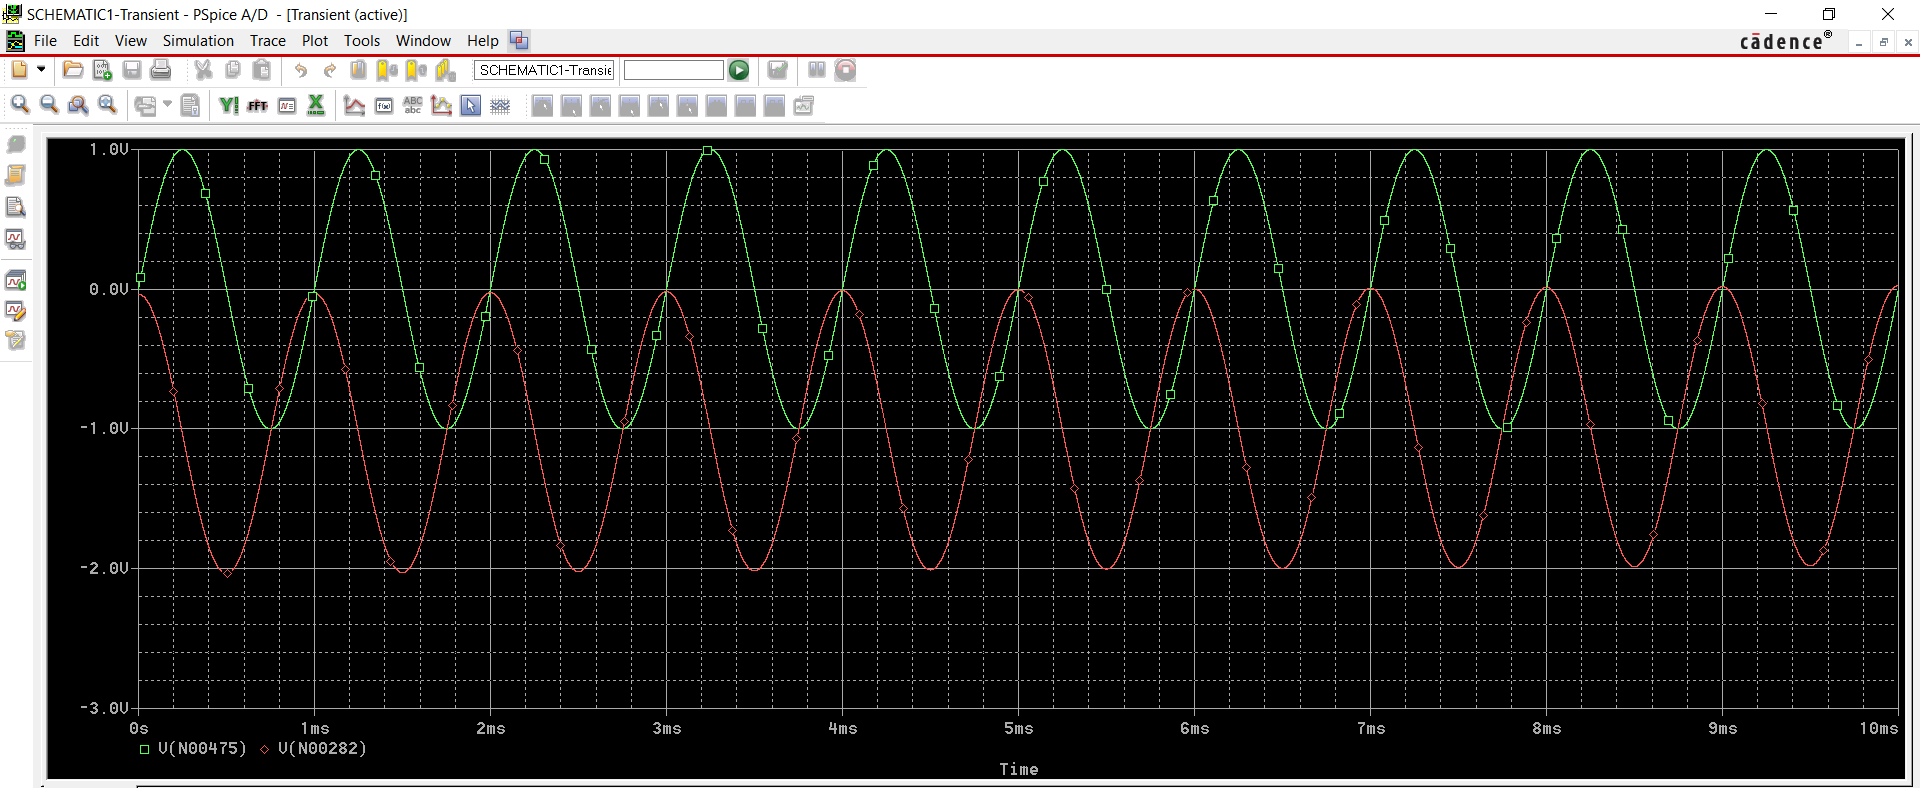 SCHEMATIC1-Transient - PSpice A/D - [Transient (active)]
File Edit View Simulation Trace Plot Tools Window Help
cādence®
SCHEMATIC1-Transie
FFT
ABC
abc
1.0V
0.0V
-1.0V
-2.0V
-3.0V
0s 1ms 2ms 3ms 4ms 5ms 6ms 7ms 8ms 9ms 10ms
V(N00475) V(N00282)
Time